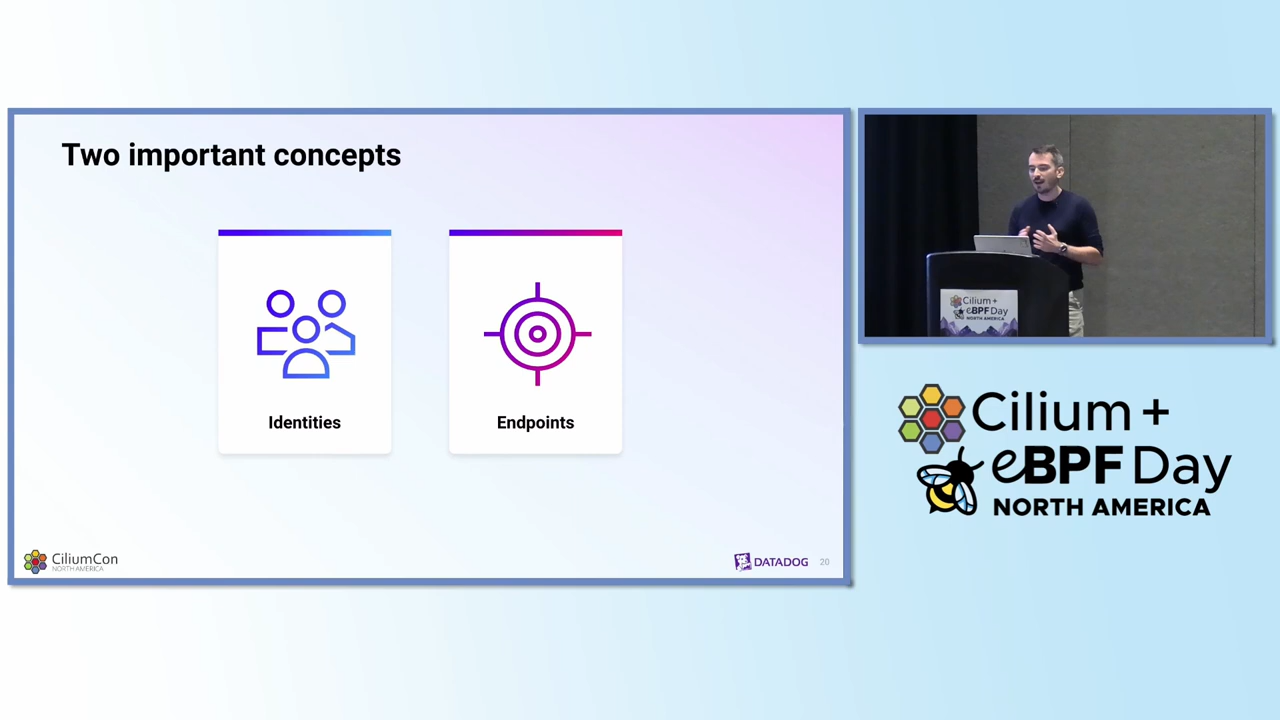 Two important concepts
Identities
Endpoints
CiliumCon
NORTH AMERICA
DATADOG
20
Cilium +
eBPF Day
NORTH AMERICA
Cilium +
eBPF Day
NORTH AMERICA